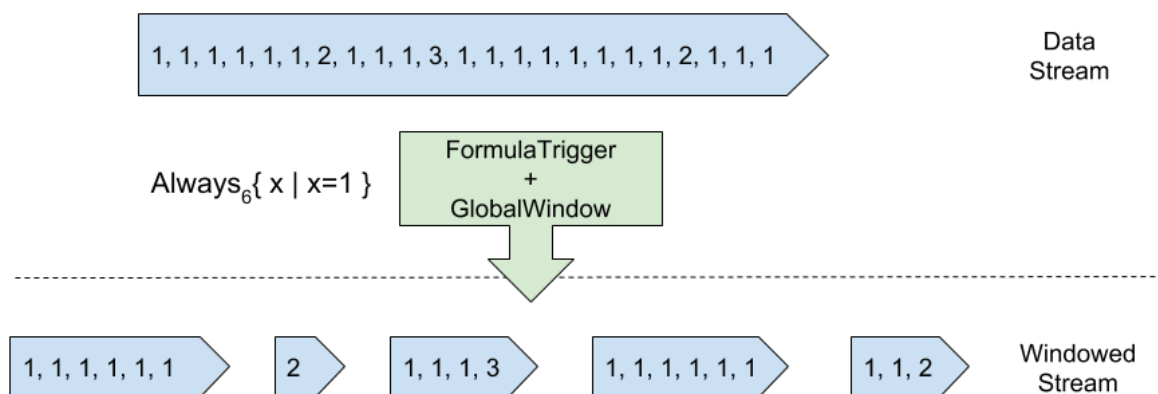 1, 1, 1, 1, 1, 1, 2, 1, 1, 1, 3, 1, 1, 1, 1, 1, 1, 1, 1, 2, 1, 1, 1
Data
Stream
Always6{ x | x=1 }
FormulaTrigger
+
GlobalWindow
1, 1, 1, 1, 1, 1
2
1, 1, 1, 3
1, 1, 1, 1, 1, 1
1, 1, 2
Windowed
Stream